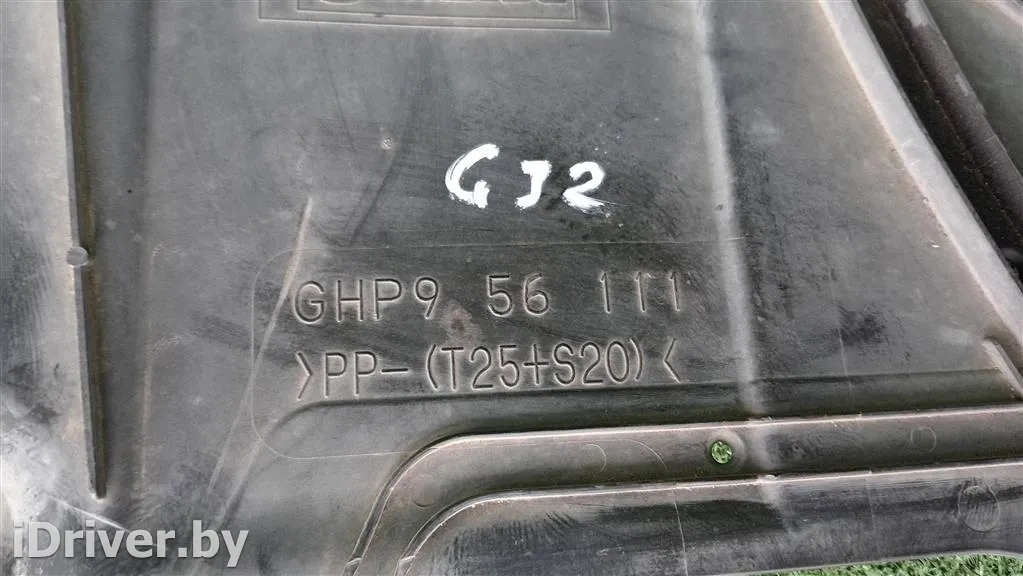 GJ2
GHP9 56 111
>PP-(T25+S20)<
iDriver.by